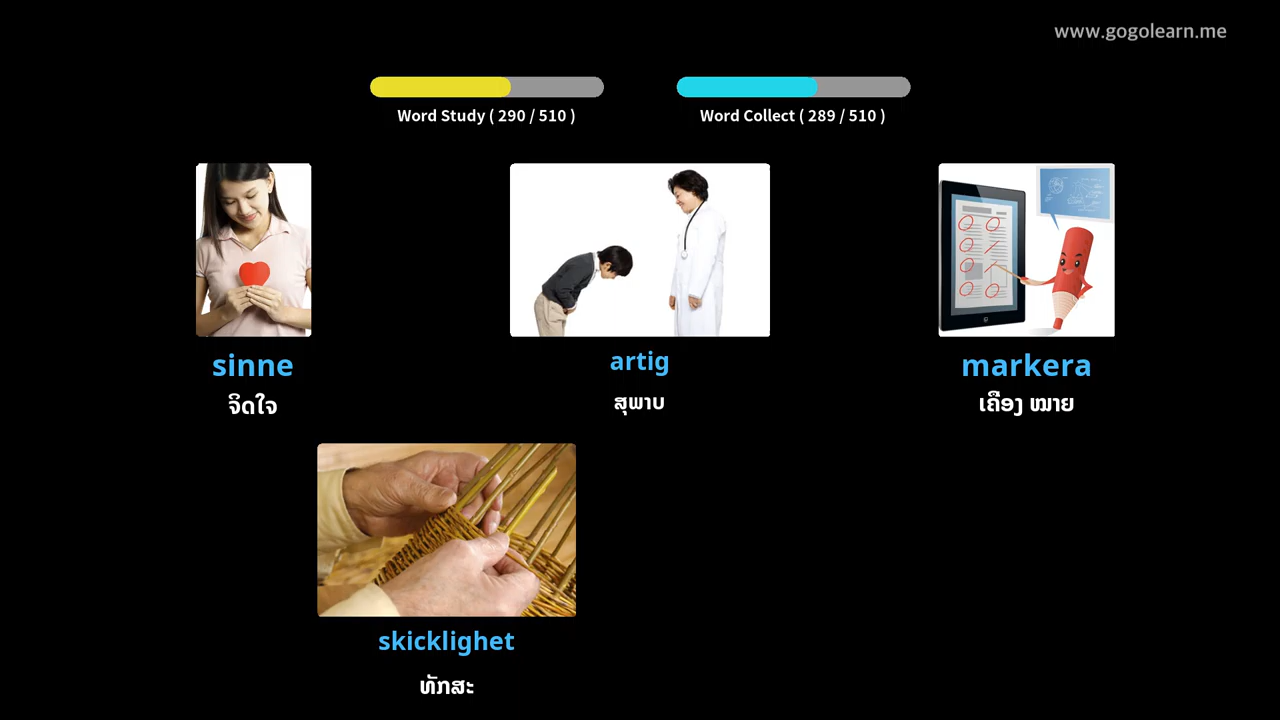 www.gogolearn.me
Word Study ( 290 / 510 )
Word Collect ( 289 / 510 )
sinne
ຈິດໃຈ
artig
ສຸພາບ
markera
ເຄືອງ ໝາຍ
skicklighet
ທັກສະ